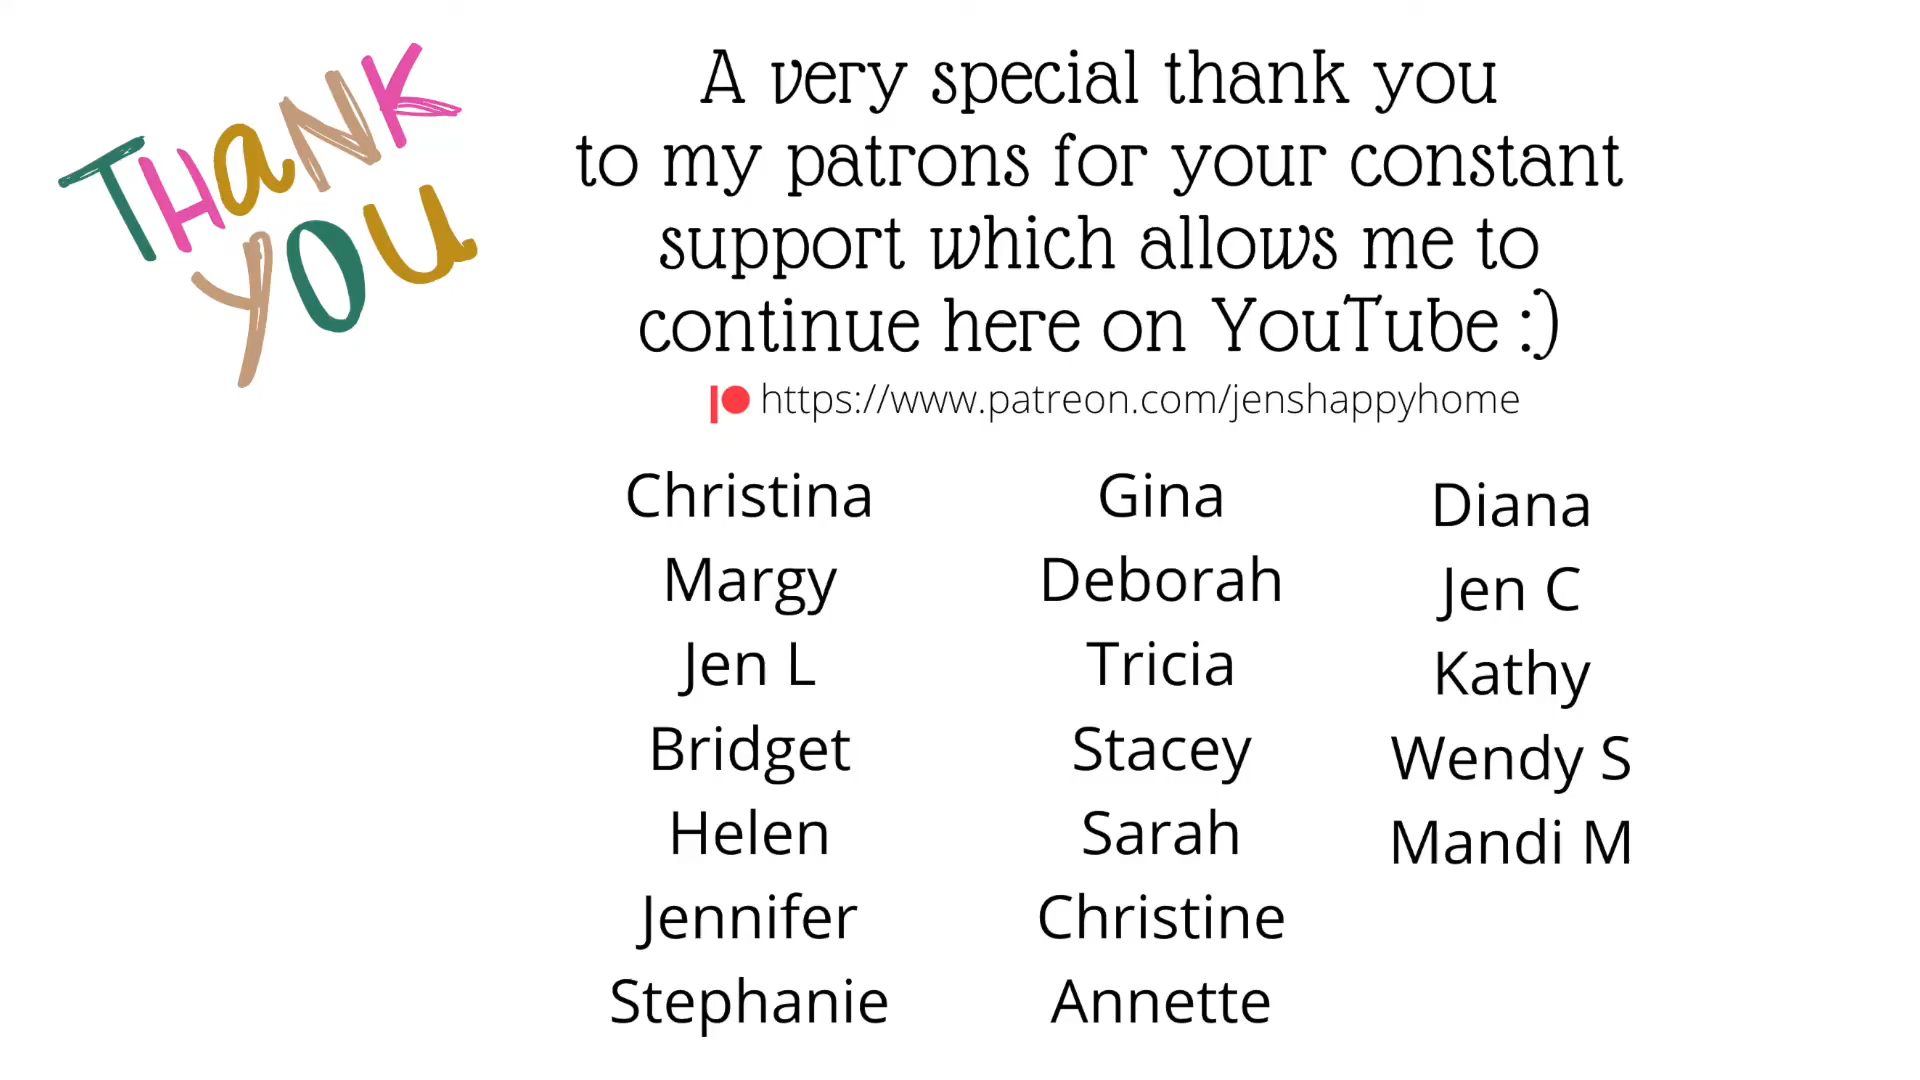 THANK
YOU
A very special thank you
to my patrons for your constant
support which allows me to
continue here on YouTube :)
https://www.patreon.com/jenshappyhome
Christina
Margy
Jen L
Bridget
Helen
Jennifer
Stephanie
Gina
Deborah
Tricia
Stacey
Sarah
Christine
Annette
Diana
Jen C
Kathy
Wendy S
Mandi M